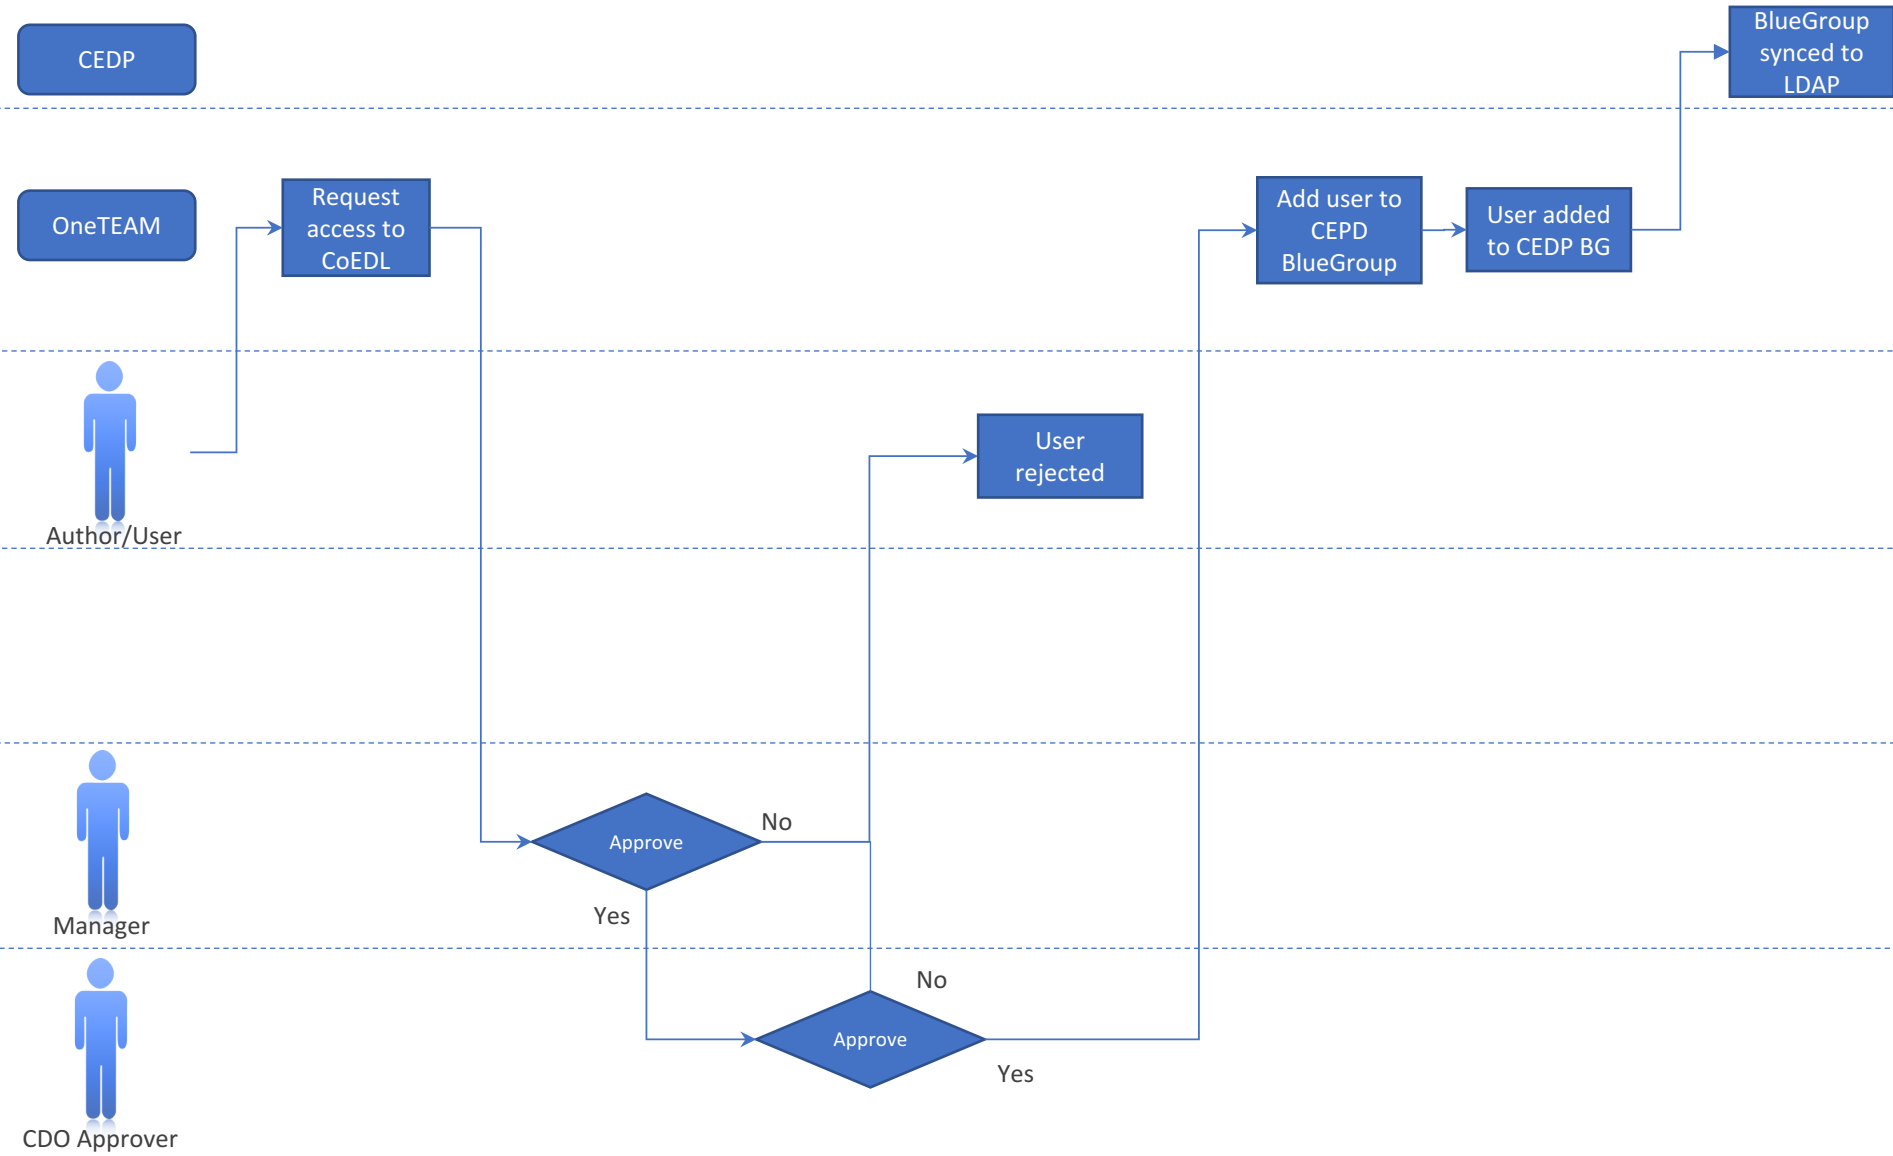 CEDP
BlueGroup
synced to
LDAP
OneTEAM
Request
access to
CoEDL
Add user to
CEPD
BlueGroup
User added
to CEDP BG
Author/User
User
rejected
Manager
Approve
No
Yes
CDO Approver
Approve
No
Yes